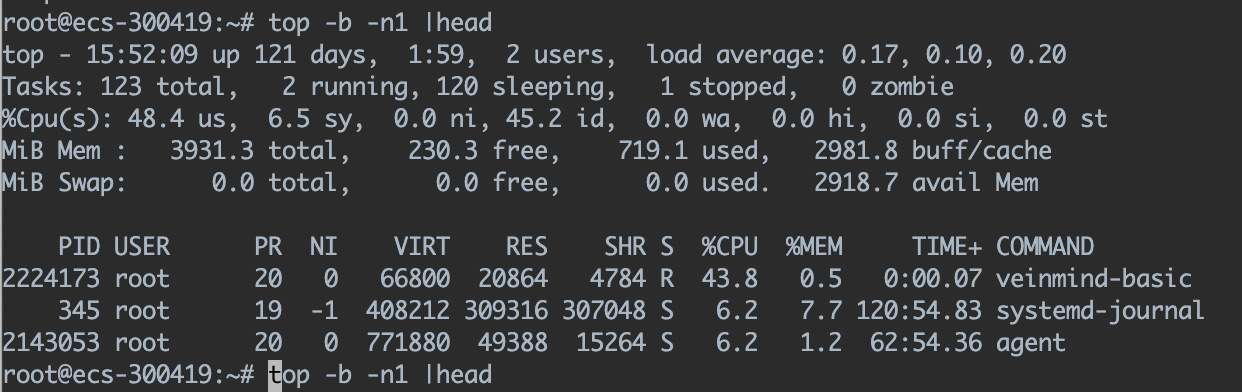 root@ecs-300419:~# top -b -n1 |head
top - 15:52:09 up 121 days,  1:59,  2 users,  load average: 0.17, 0.10, 0.20
Tasks: 123 total,   2 running, 120 sleeping,   1 stopped,   0 zombie
%Cpu(s): 48.4 us,  6.5 sy,  0.0 ni, 45.2 id,  0.0 wa,  0.0 hi,  0.0 si,  0.0 st
MiB Mem :   3931.3 total,    230.3 free,    719.1 used,   2981.8 buff/cache
MiB Swap:      0.0 total,      0.0 free,      0.0 used.   2918.7 avail Mem
    PID USER      PR  NI    VIRT    RES    SHR S  %CPU  %MEM     TIME+ COMMAND
2224173 root      20   0   66800  20864   4784 R  43.8   0.5   0:00.07 veinmind-basic
    345 root      19  -1  408212 309316 307048 S   6.2   7.7 120:54.83 systemd-journal
2143053 root      20   0  771880  49388  15264 S   6.2   1.2  62:54.36 agent
root@ecs-300419:~# top -b -n1 |head